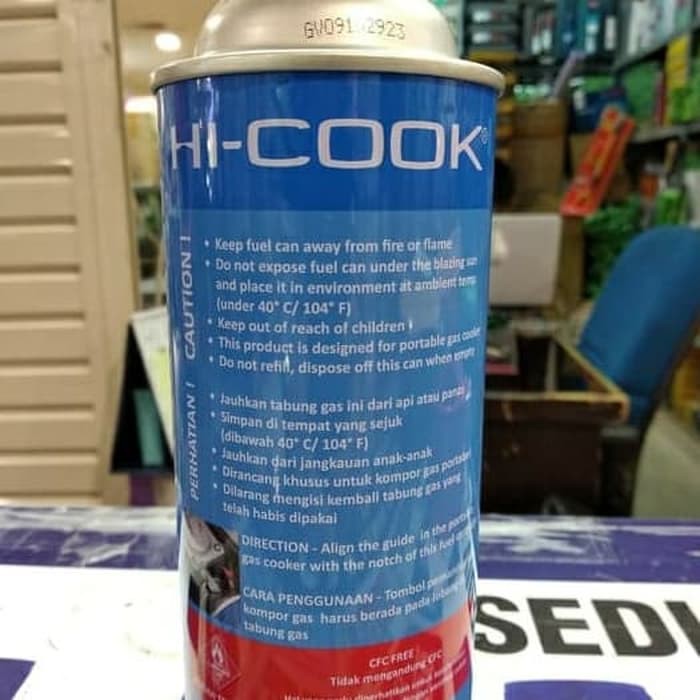 HI-COOK®
CAUTION !
• Keep fuel can away from fire or flame
• Do not expose fuel can under the blazing sun
and place it in environment at ambient temp
(under 40° C/ 104° F)
• Keep out of reach of children
• This product is designed for portable gas cooker
• Do not refill, dispose off this can when empty
PERHATIAN !
• Jauhkan tabung gas ini dari api atau panas
• Simpan di tempat yang sejuk
(dibawah 40° C/ 104° F)
• Jauhkan dari jangkauan anak-anak
• Dirancang khusus untuk kompor gas portabel
• Dilarang mengisi kembali tabung gas yang
telah habis dipakai
DIRECTION - Align the guide in the
gas cooker with the notch of this fuel
CARA PENGGUNAAN - Tombol
kompor gas harus berada pada
tabung gas
CFC FREE
Tidak mengandung CFC
SEDU